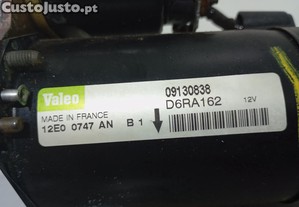 CustoJusto.pt
Valeo
09130838
D6RA162 12V
MADE IN FRANCE
12E0 0747 AN B 1